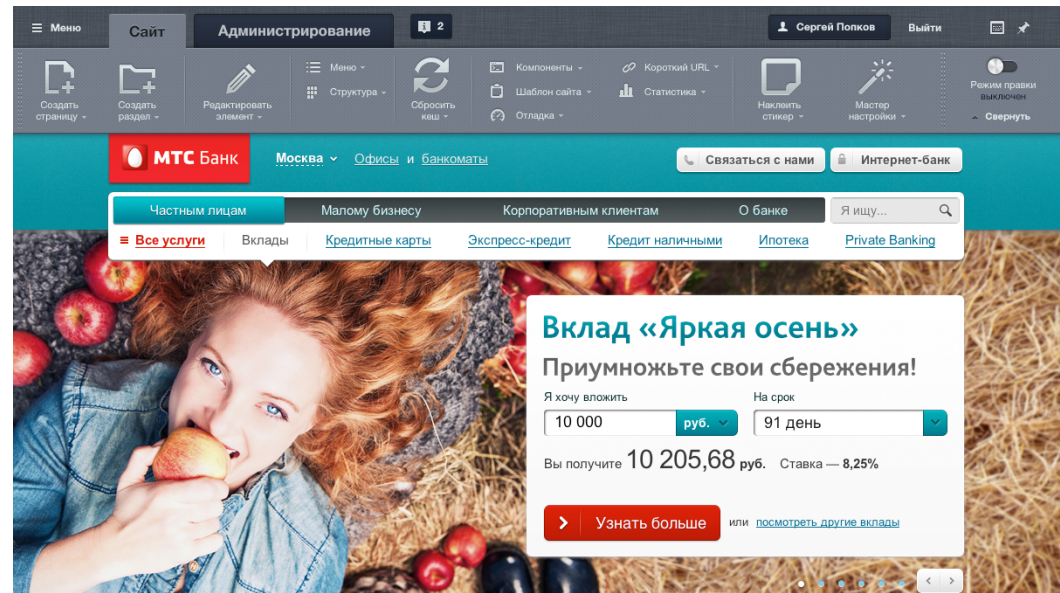 Меню
Сайт
Администрирование
2
Сергей Попков
Выйти
Создать страницу
Создать раздел
Редактировать элемент
Меню
Структура
Сбросить кеш
Компоненты
Шаблон сайта
Отладка
Короткий URL
Статистика
Наклеить стикер
Мастер настройки
Режим правки
выключен
Свернуть
МТС Банк
Москва Офисы и банкоматы
Связаться с нами
Интернет-банк
Частным лицам Малому бизнесу Корпоративным клиентам О банке Я ищу...
Все услуги Вклады Кредитные карты Экспресс-кредит Кредит наличными Ипотека Private Banking
Вклад «Яркая осень»
Приумножьте свои сбережения!
Я хочу вложить На срок
10 000 руб. 91 день
Вы получите 10 205,68 руб. Ставка — 8,25%
Узнать больше или посмотреть другие вклады